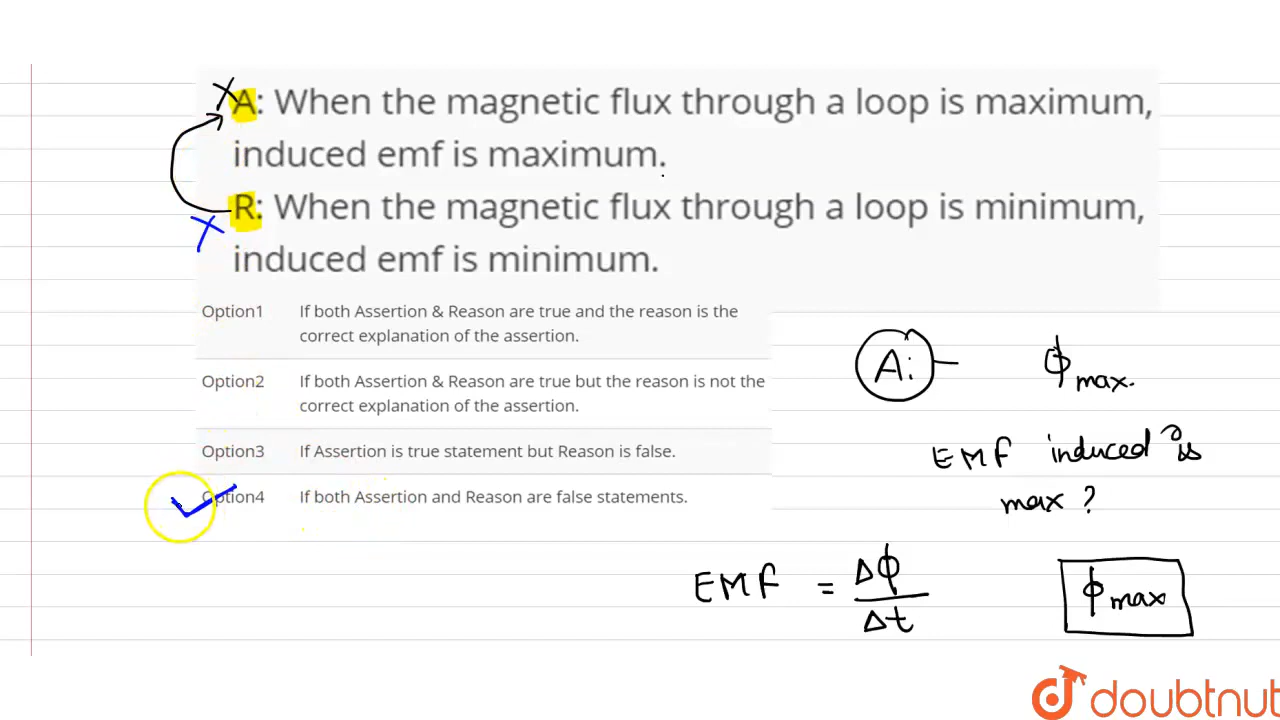 A: When the magnetic flux through a loop is maximum,
induced emf is maximum.
R: When the magnetic flux through a loop is minimum,
induced emf is minimum.
Option1 If both Assertion & Reason are true and the reason is the
correct explanation of the assertion.
Option2 If both Assertion & Reason are true but the reason is not the
correct explanation of the assertion.
Option3 If Assertion is true statement but Reason is false.
Option4 If both Assertion and Reason are false statements.
A: — ϕmax.
EMF induced is
max ?
EMF = Δϕ/Δt
ϕmax
doubtnut